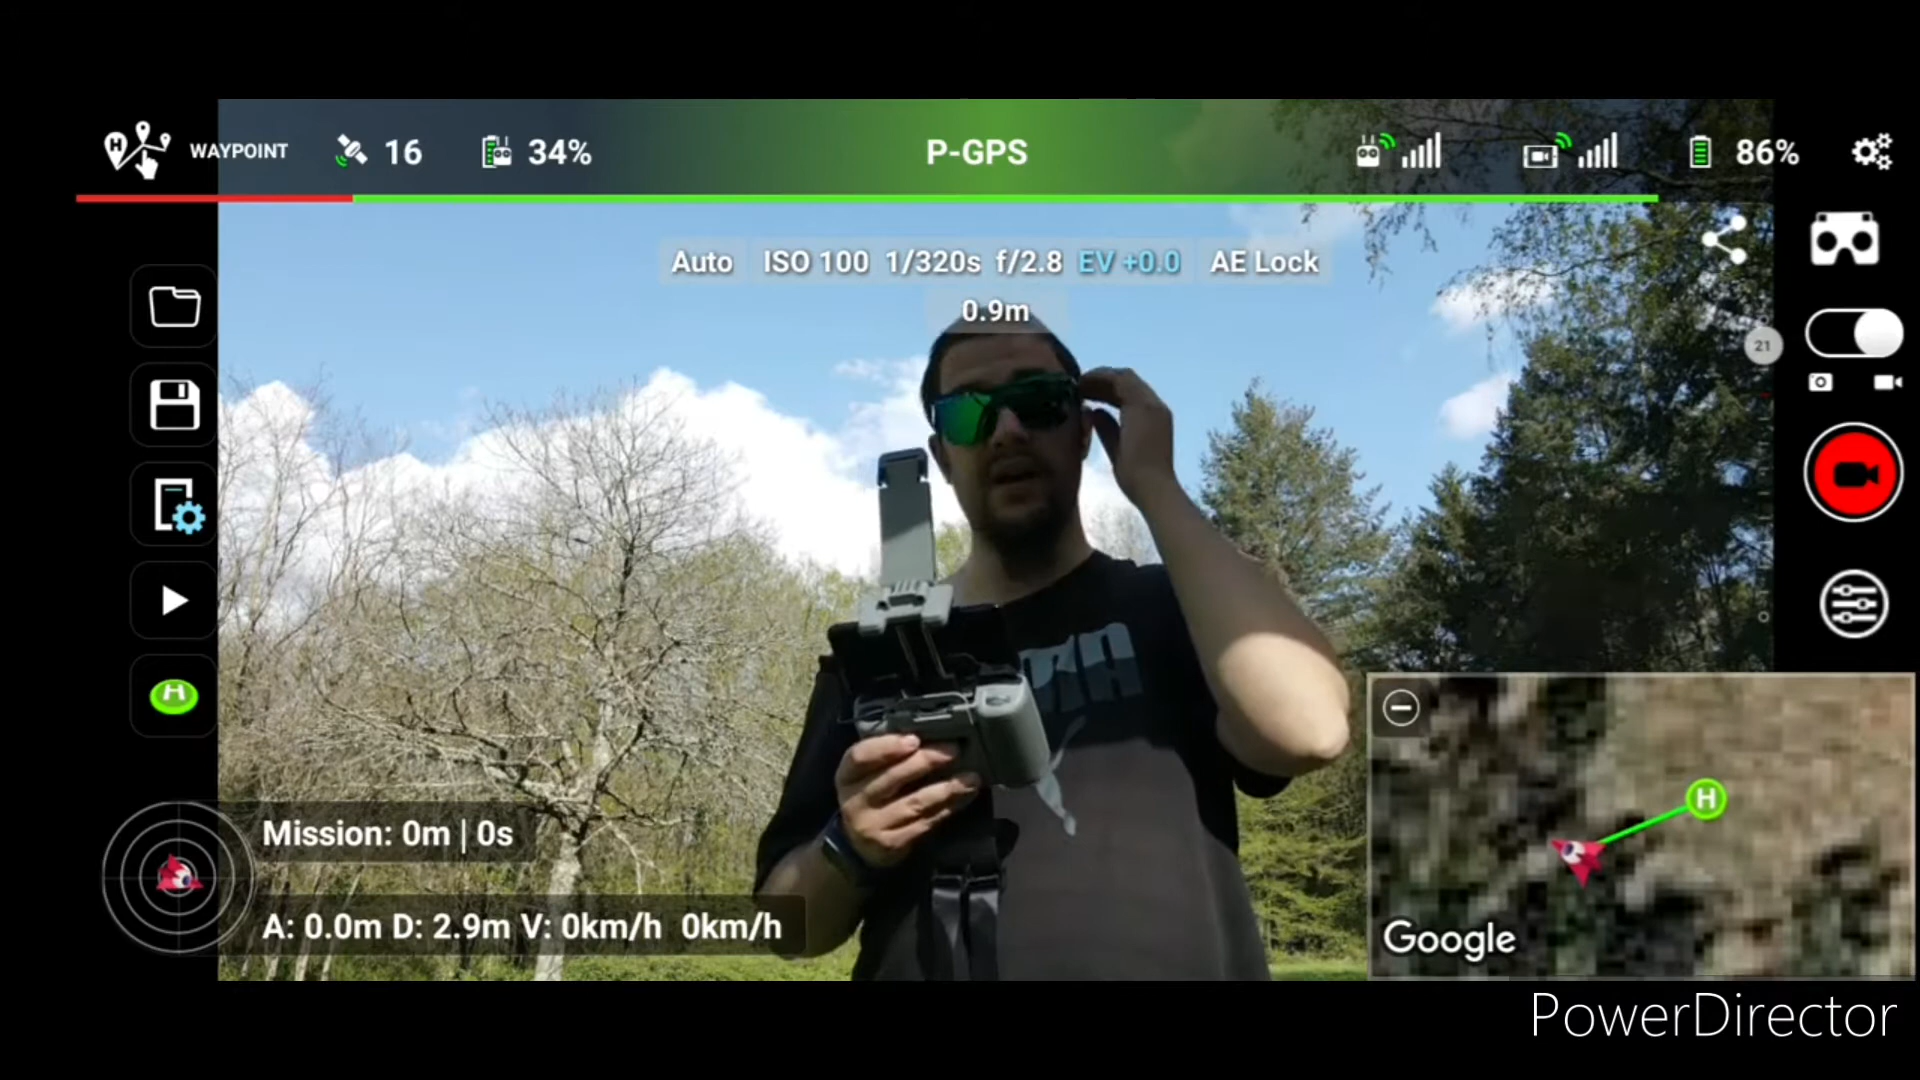 WAYPOINT 16 34% P-GPS 86%
Auto ISO 100 1/320s f/2.8 EV +0.0 AE Lock
0.9m
21
H
Mission: 0m | 0s
A: 0.0m D: 2.9m V: 0km/h 0km/h
H
Google
PowerDirector